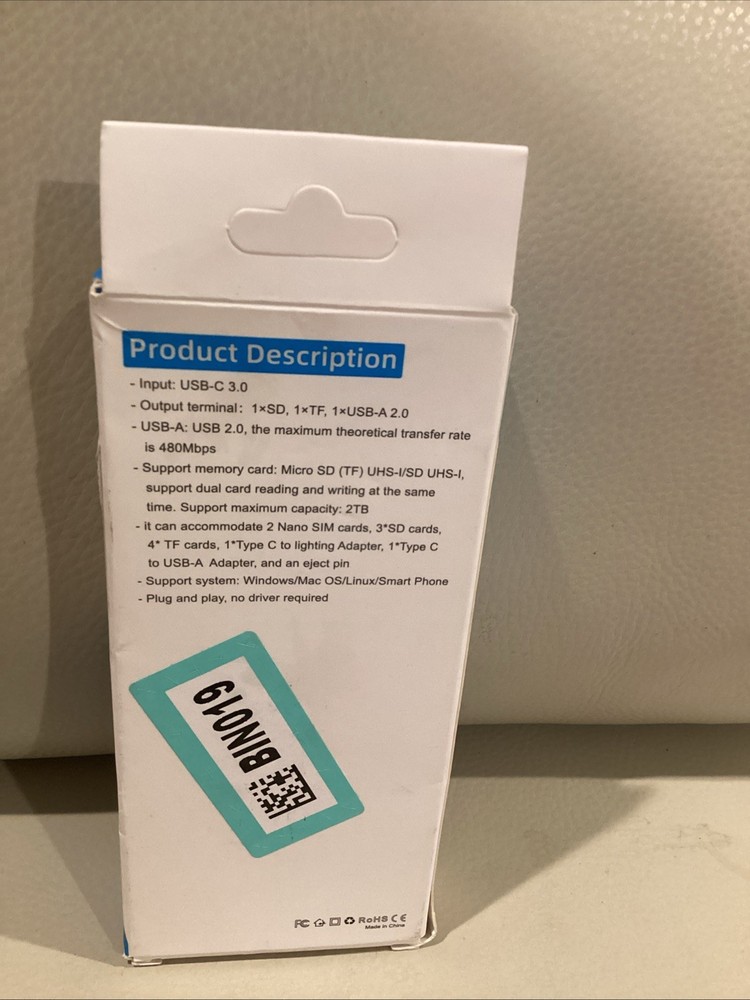 Product Description
- Input: USB-C 3.0
- Output terminal: 1×SD, 1×TF, 1×USB-A 2.0
- USB-A: USB 2.0, the maximum theoretical transfer rate
is 480Mbps
- Support memory card: Micro SD (TF) UHS-I/SD UHS-I,
support dual card reading and writing at the same
time. Support maximum capacity: 2TB
- it can accommodate 2 Nano SIM cards, 3*SD cards,
4* TF cards, 1*Type C to lighting Adapter, 1*Type C
to USB-A Adapter, and an eject pin
- Support system: Windows/Mac OS/Linux/Smart Phone
- Plug and play, no driver required
BIN019
FC RoHS CE
Made in China